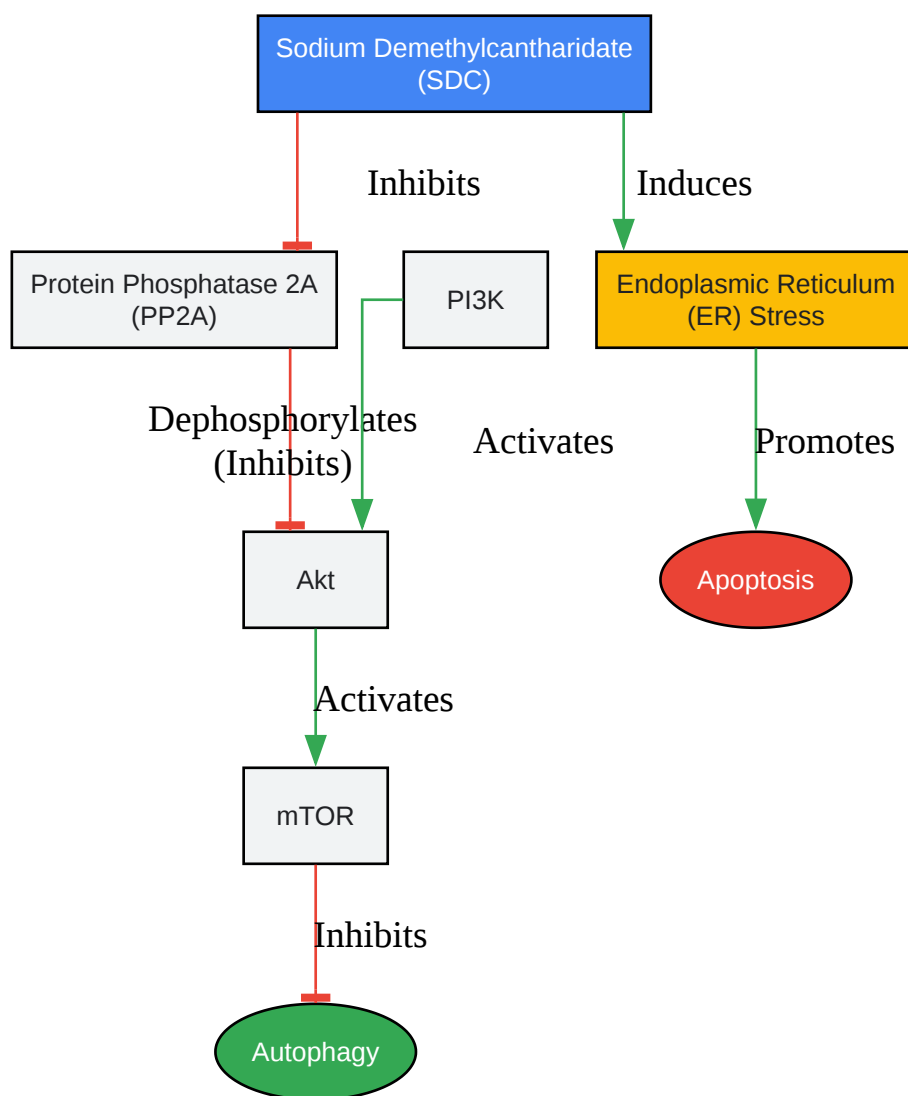 Sodium Demethylcantharidate
(SDC)
Inhibits
Induces
Protein Phosphatase 2A
(PP2A)
PI3K
Endoplasmic Reticulum
(ER) Stress
Dephosphorylates
(Inhibits)
Activates
Promotes
Akt
Apoptosis
Activates
mTOR
Inhibits
Autophagy